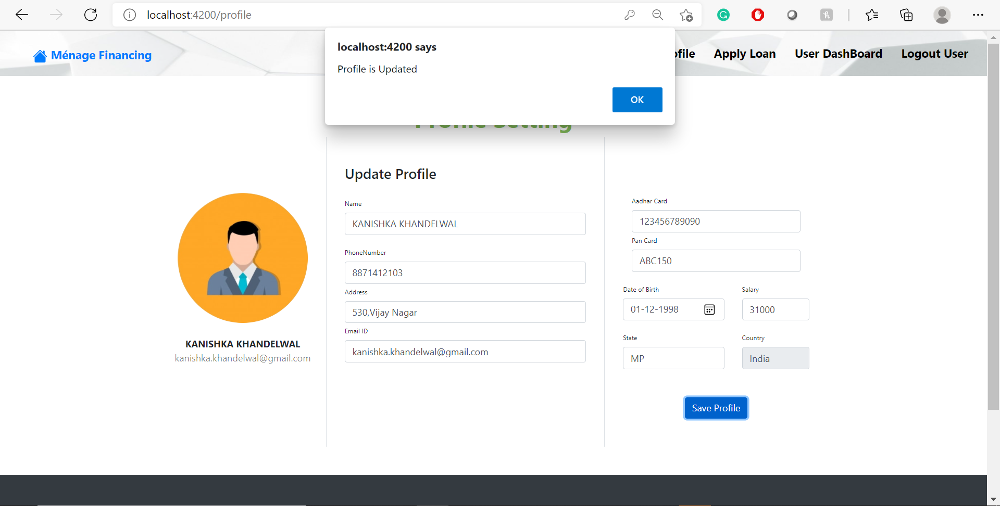 localhost:4200/profile
Ménage Financing
Apply Loan
User DashBoard
Logout User
localhost:4200 says
Profile is Updated
OK
Profile Setting
Update Profile
Name
KANISHKA KHANDELWAL
PhoneNumber
8871412103
Address
530,Vijay Nagar
Email ID
kanishka.khandelwal@gmail.com
KANISHKA KHANDELWAL
kanishka.khandelwal@gmail.com
Aadhar Card
123456789090
Pan Card
ABC150
Date of Birth
Salary
01-12-1998
31000
State
Country
MP
India
Save Profile